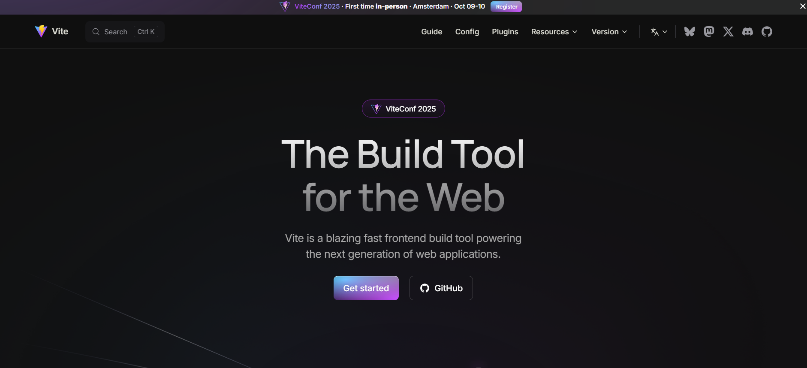 ViteConf 2025 · First time in-person · Amsterdam · Oct 09-10 Register
Vite Search Ctrl K Guide Config Plugins Resources Version
ViteConf 2025
The Build Tool
for the Web
Vite is a blazing fast frontend build tool powering
the next generation of web applications.
Get started GitHub